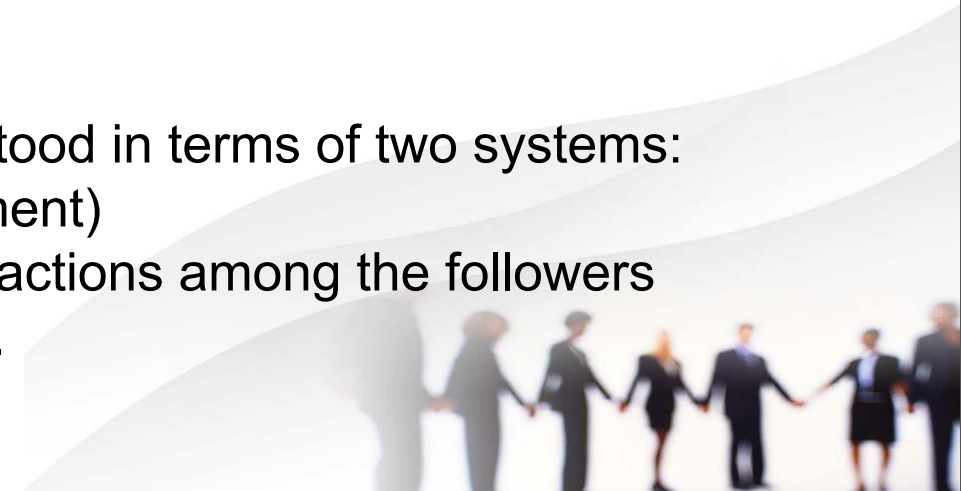 tood in terms of two systems:
nent)
actions among the followers
.